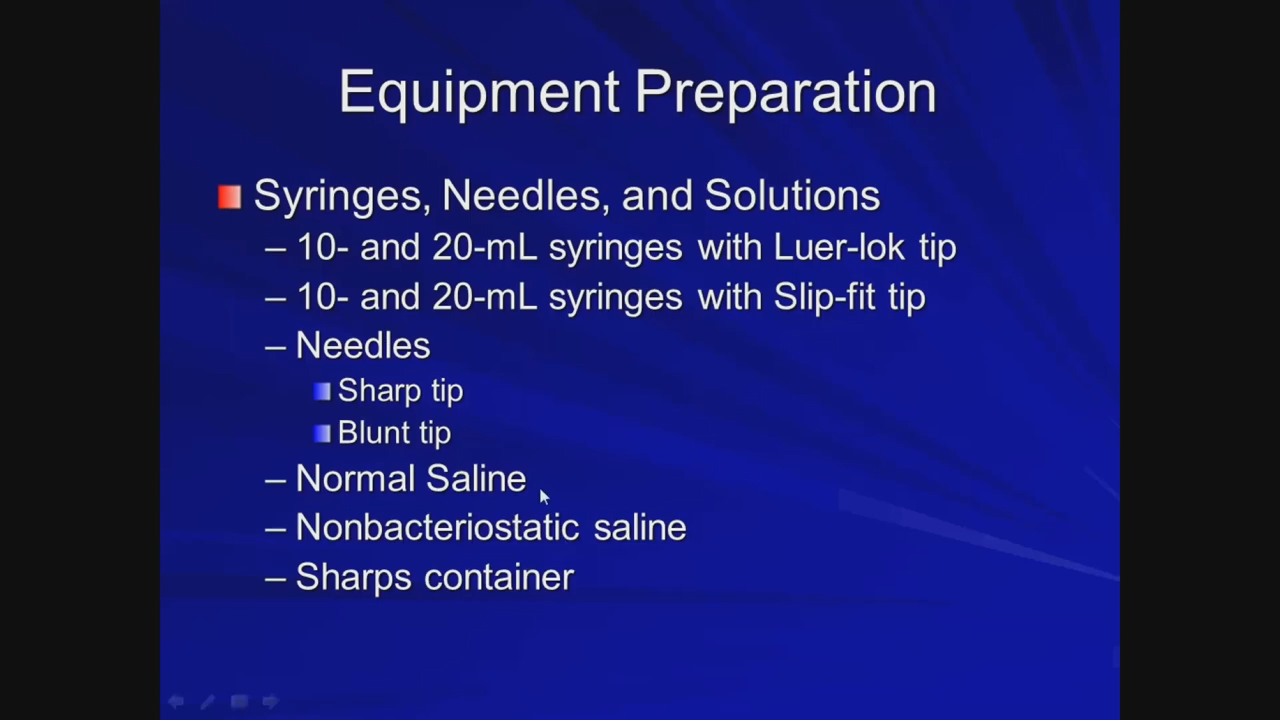 Equipment Preparation
Syringes, Needles, and Solutions
– 10- and 20-mL syringes with Luer-lok tip
– 10- and 20-mL syringes with Slip-fit tip
– Needles
Sharp tip
Blunt tip
– Normal Saline
– Nonbacteriostatic saline
– Sharps container